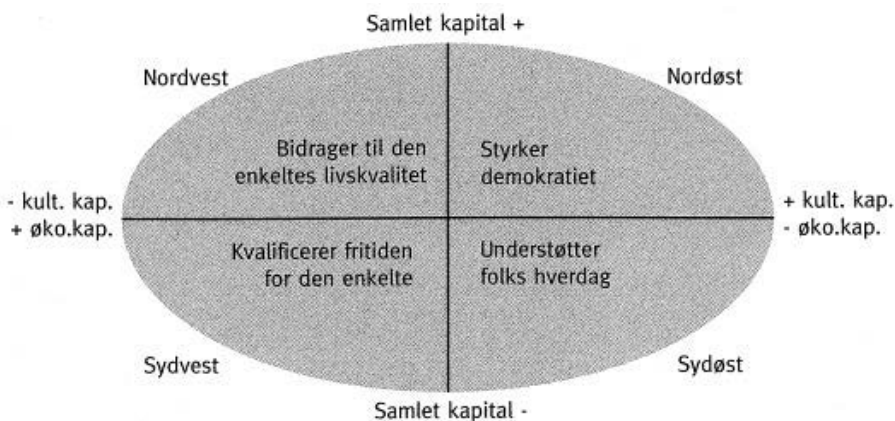 Samlet kapital +
Nordvest
Nordøst
Bidrager til den
enkeltes livskvalitet
Styrker
demokratiet
- kult. kap.
+ øko.kap.
+ kult. kap.
- øko.kap.
Kvalificerer fritiden
for den enkelte
Understøtter
folks hverdag
Sydvest
Sydøst
Samlet kapital -